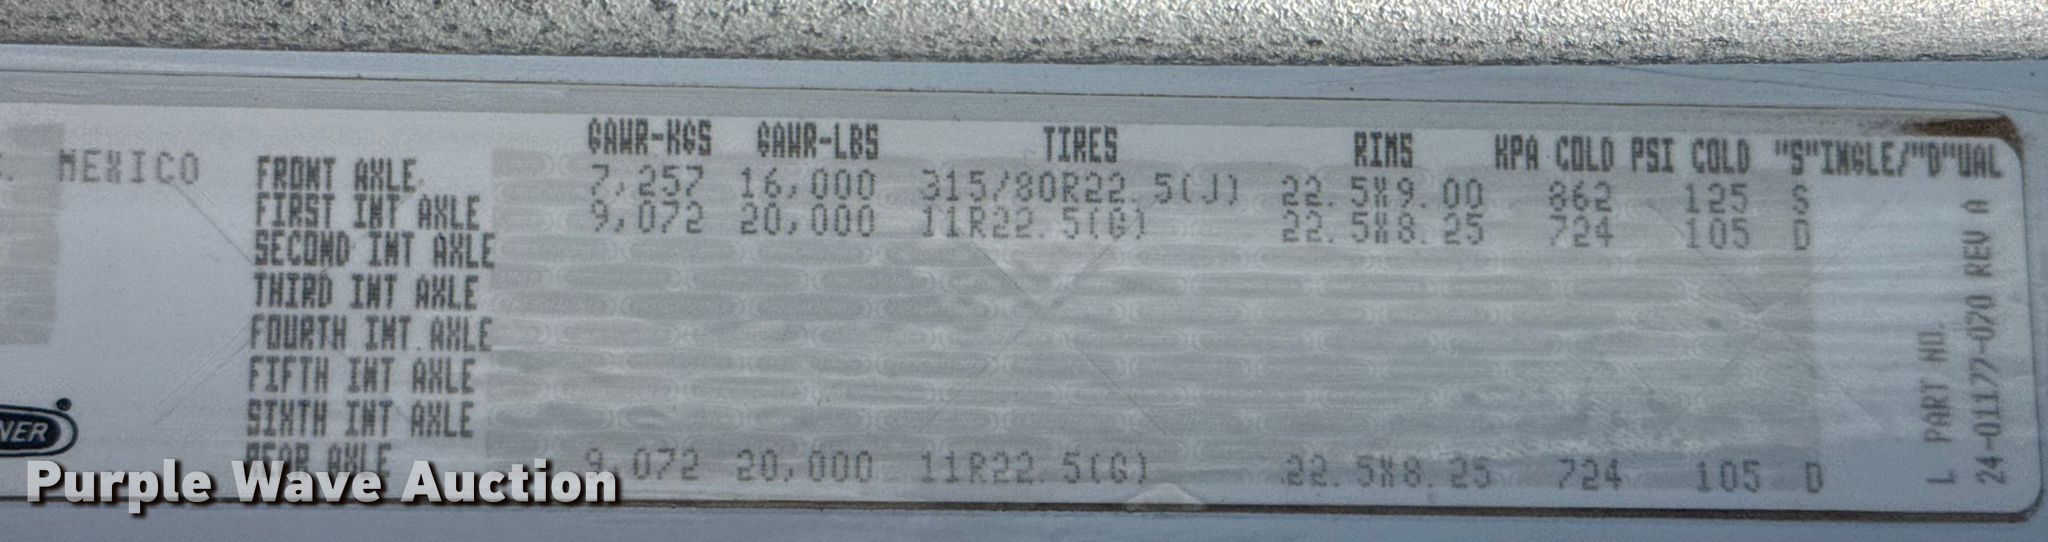 MEXICO
GAWR-KGS GAWR-LBS TIRES RIMS KPA COLD PSI COLD "S"INGLE/"D"UAL
FRONT AXLE 7,257 16,000 315/80R22.5(J) 22.5X9.00 862 125 S
FIRST INT AXLE 9,072 20,000 11R22.5(G) 22.5X8.25 724 105 D
SECOND INT AXLE
THIRD INT AXLE
FOURTH INT AXLE
FIFTH INT AXLE
SIXTH INT AXLE
REAR AXLE 9,072 20,000 11R22.5(G) 22.5X8.25 724 105 D
L PART NO.
24-01177-070 REV A
NER
Purple Wave Auction